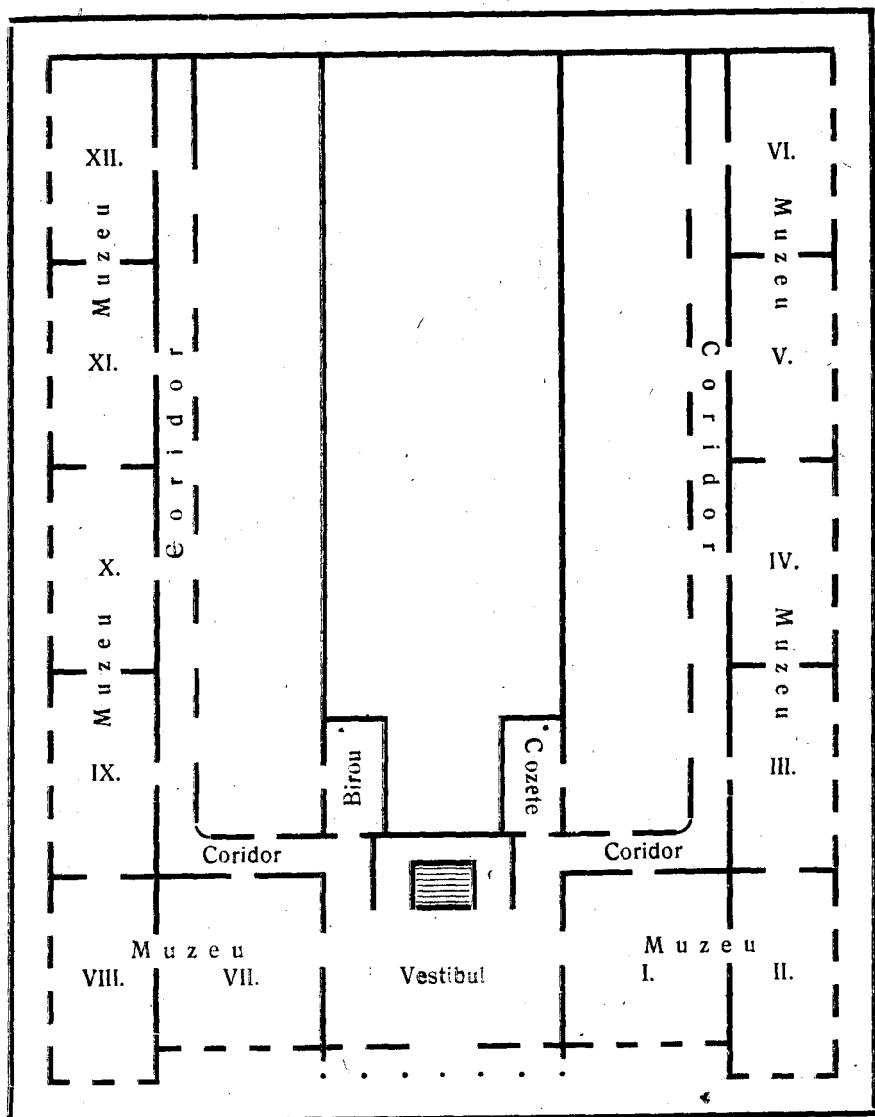 XII.
VI.
Muzeu
Muzeu
XI.
V.
Coridor
Coridor
X.
IV.
Muzeu
Muzeu
IX.
III.
Birou
Cozete
Coridor
Coridor
Muzeu
Muzeu
VIII.
VII.
Vestibul
I.
II.